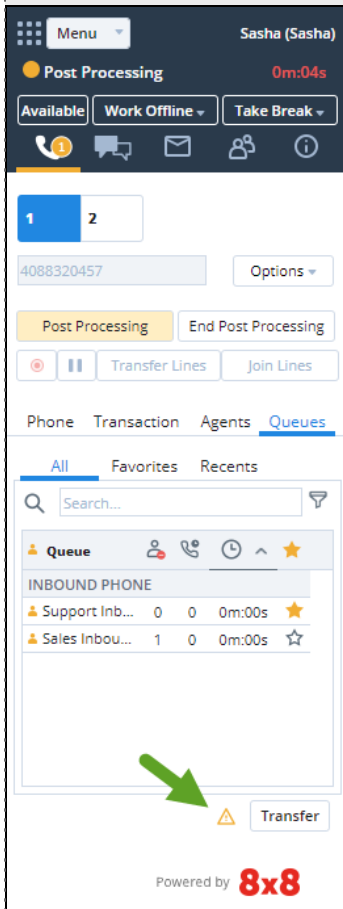 Menu Sasha (Sasha)
Post Processing 0m:04s
Available Work Offline Take Break
1
1 2
4088320457 Options
Post Processing End Post Processing
Transfer Lines Join Lines
Phone Transaction Agents Queues
All Favorites Recents
Search...
Queue
INBOUND PHONE
Support Inb... 0 0 0m:00s
Sales Inbou... 1 0 0m:00s
Transfer
Powered by 8x8